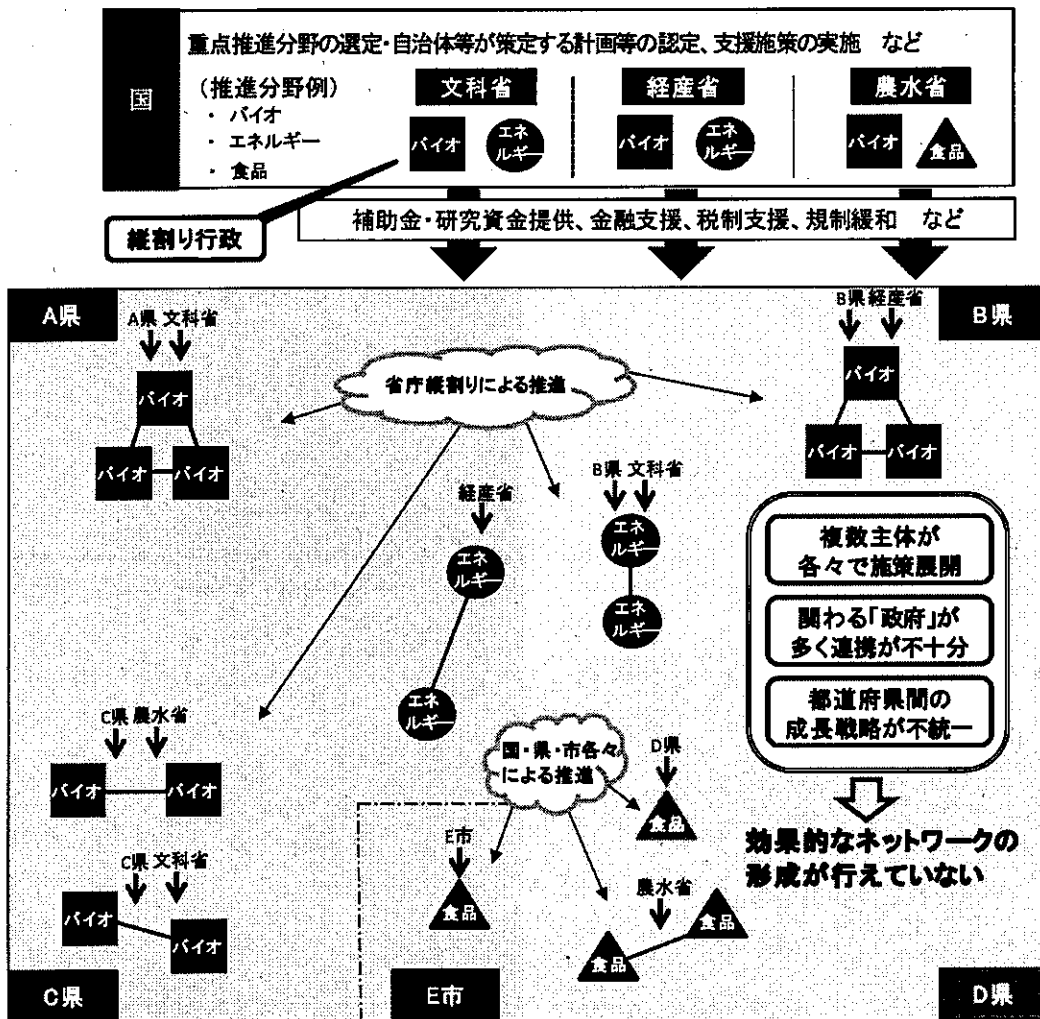 重点推進分野の選定・自治体等が策定する計画等の認定、支援施策の実施 など
国
(推進分野例)
・ バイオ
・ エネルギー
・ 食品
文科省
経産省
農水省
バイオ
エネ
ルギー
バイオ
エネ
ルギー
バイオ
食品
縦割り行政
補助金・研究資金提供、金融支援、税制支援、規制緩和 など
A県
A県 文科省
バイオ
バイオ
バイオ
省庁縦割りによる推進
B県 経産省
B県
バイオ
バイオ
バイオ
経産省
エネ
ルギー
エネ
ルギー
B県 文科省
エネ
ルギー
エネ
ルギー
複数主体が
各々で施策展開
関わる「政府」が
多く連携が不十分
都道府県間の
成長戦略が不統一
効果的なネットワークの
形成が行えていない
C県 農水省
バイオ
バイオ
C県 文科省
バイオ
バイオ
C県
国・県・市各々
による推進
D県
食品
E市
食品
農水省
食品
食品
E市
D県